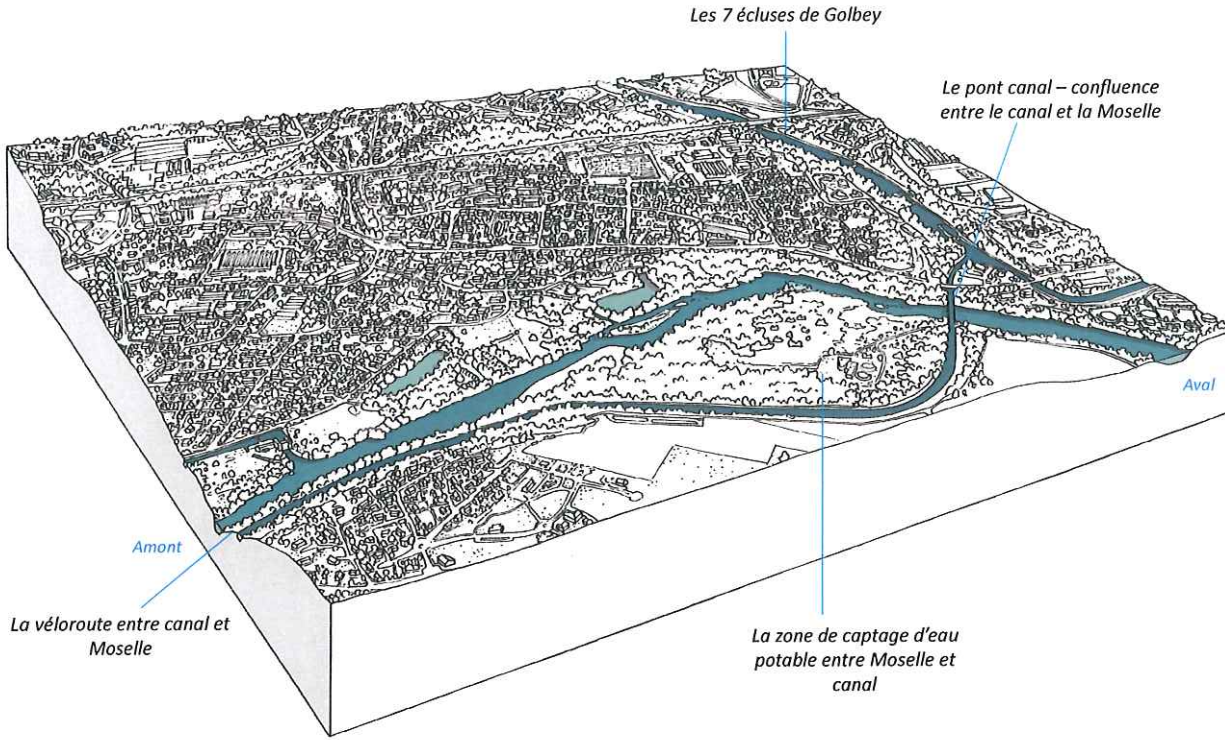 Les 7 écluses de Golbey
Le pont canal – confluence
entre le canal et la Moselle
Aval
Amont
La véloroute entre canal et
Moselle
La zone de captage d'eau
potable entre Moselle et
canal